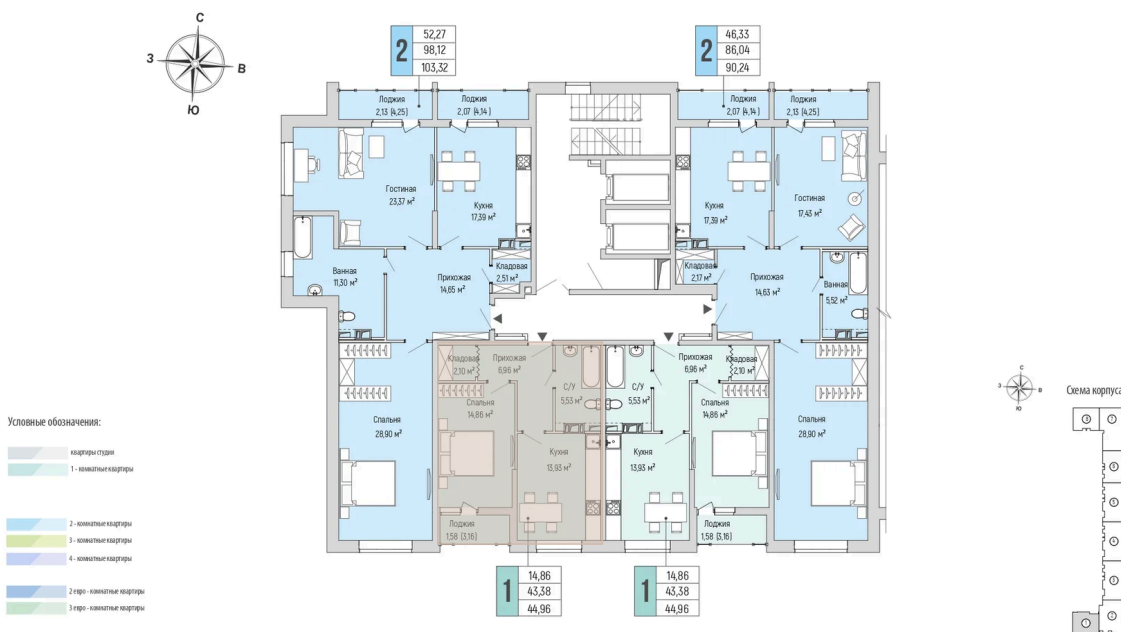 С
З
В
Ю
2
52,27
98,12
103,32
2
46,33
86,04
90,24
Лоджия
2,13 (4,25)
Лоджия
2,07 (4,14)
Лоджия
2,07 (4,14)
Лоджия
2,13 (4,25)
Гостиная
23,37 м²
Кухня
17,39 м²
Кухня
17,39 м²
Гостиная
17,43 м²
Ванная
11,30 м²
Прихожая
14,65 м²
Кладовая
2,51 м²
Кладовая
2,17 м²
Прихожая
14,63 м²
Ванная
5,52 м²
Кладовая
2,10 м²
Прихожая
6,96 м²
С/У
5,53 м²
С/У
5,53 м²
Прихожая
6,96 м²
Кладовая
2,10 м²
Спальня
28,90 м²
Спальня
14,86 м²
Кухня
13,93 м²
Кухня
13,93 м²
Спальня
14,86 м²
Спальня
28,90 м²
Лоджия
1,58 (3,16)
Лоджия
1,58 (3,16)
1
14,86
43,38
44,96
1
14,86
43,38
44,96
Условные обозначения:
квартиры студии
1 - комнатные квартиры
2 - комнатные квартиры
3 - комнатные квартиры
4 - комнатные квартиры
2 евро - комнатные квартиры
3 евро - комнатные квартиры
С
З
В
Ю
Схема корпуса
8
7
6
5
4
3
2
1